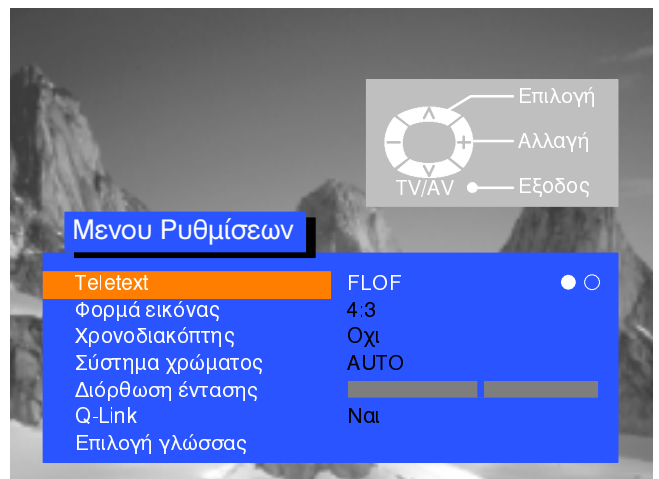 Επιλογή
Αλλαγή
TV/AV Εξοδος
Μενου Ρυθμίσεων
Teletext FLOF
Φορμά εικόνας 4:3
Χρονοδιακόπτης Οχι
Σύστημα χρώματος AUTO
Διόρθωση έντασης
Q-Link Ναι
Επιλογή γλώσσας